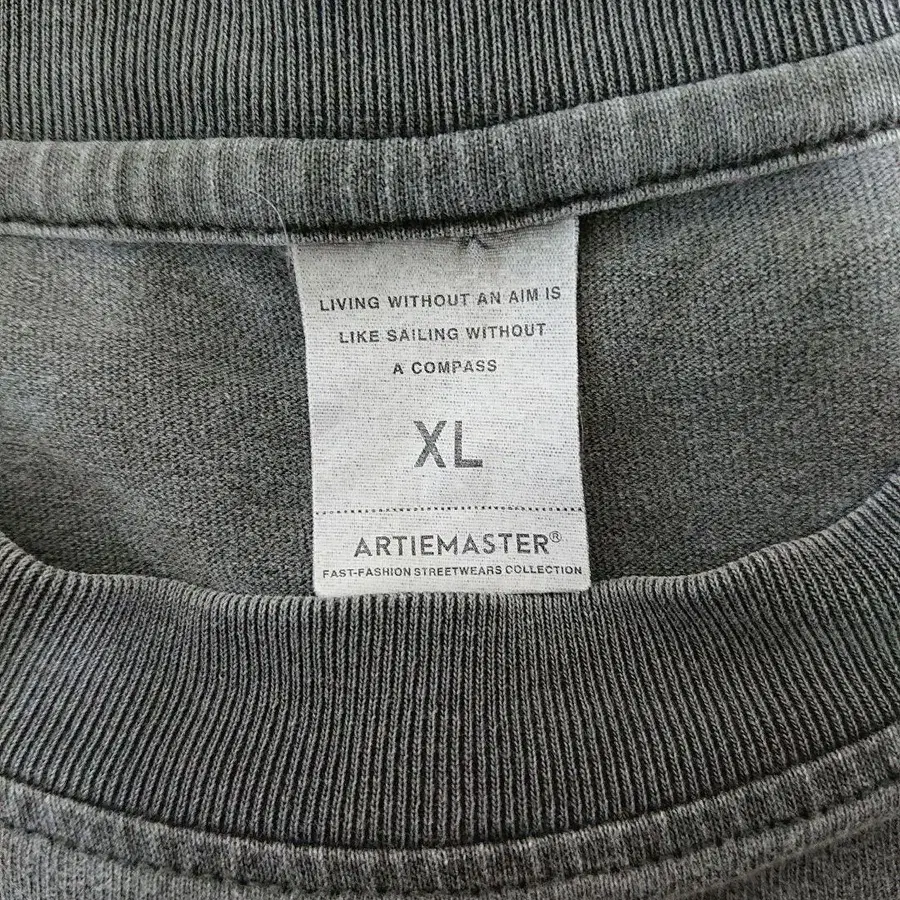 LIVING WITHOUT AN AIM IS
LIKE SAILING WITHOUT
A COMPASS
XL
ARTIEMASTER®
FAST-FASHION STREETWEARS COLLECTION